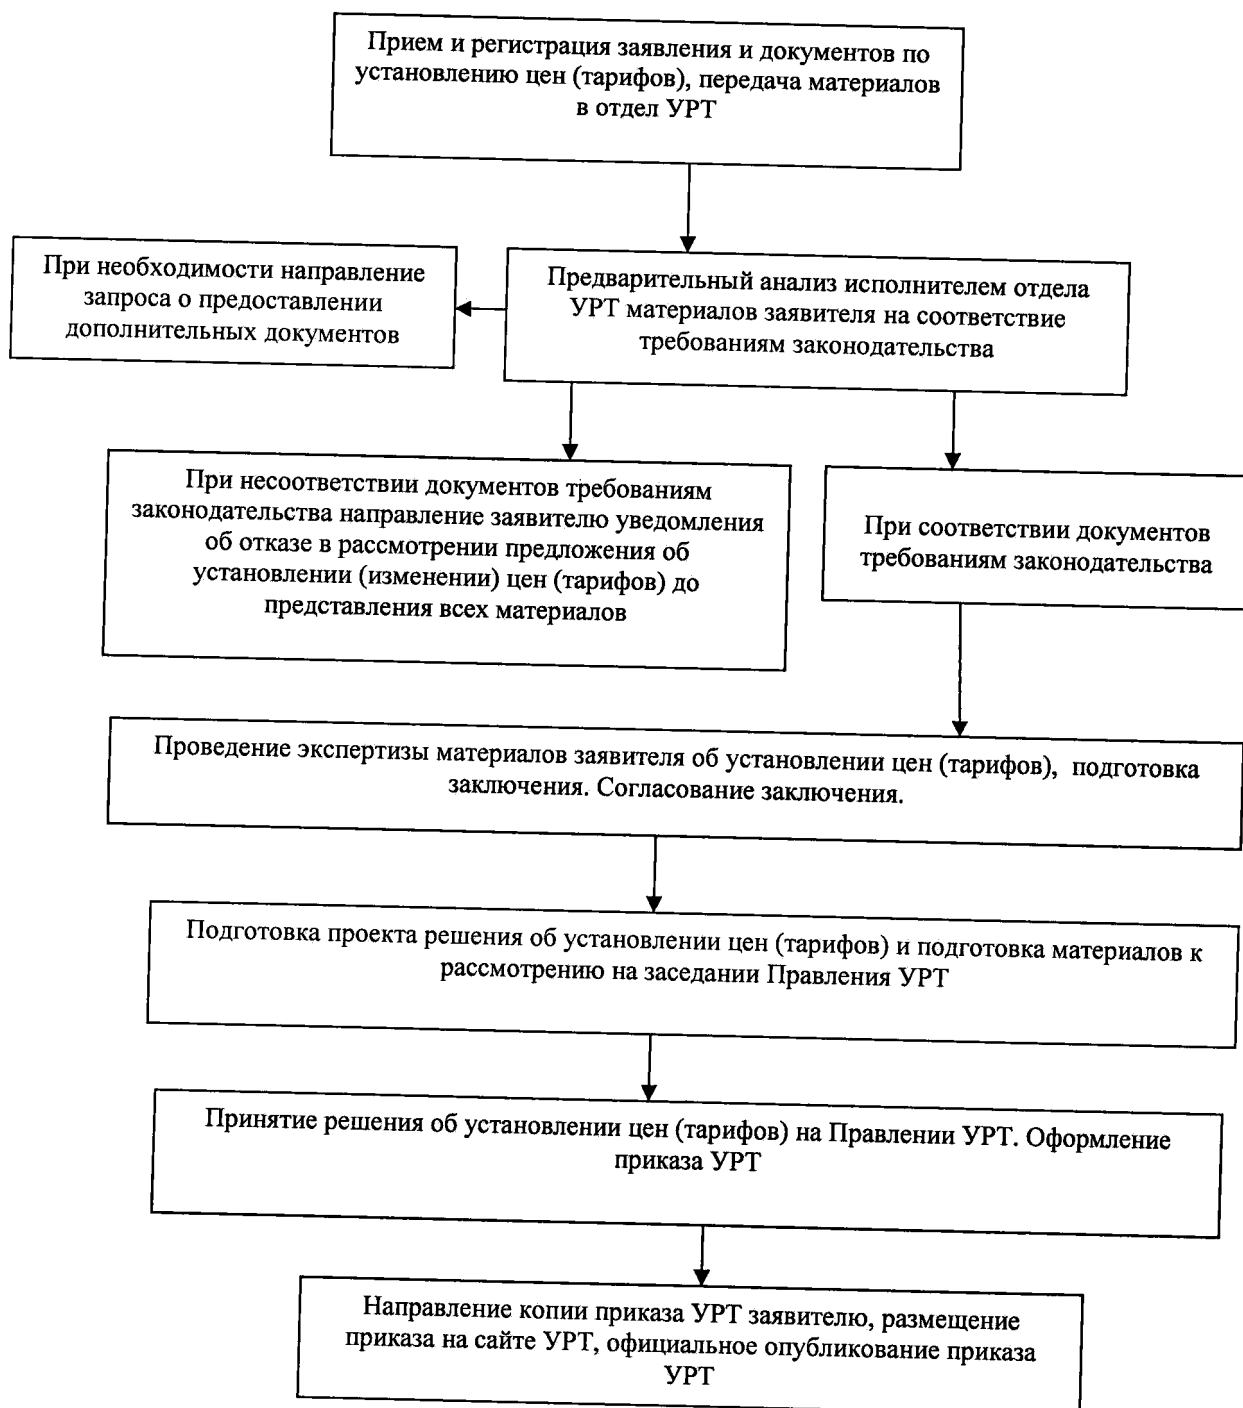 Прием и регистрация заявления и документов по
установлению цен (тарифов), передача материалов
в отдел УРТ
При необходимости направление
запроса о предоставлении
дополнительных документов
Предварительный анализ исполнителем отдела
УРТ материалов заявителя на соответствие
требованиям законодательства
При несоответствии документов требованиям
законодательства направление заявителю уведомления
об отказе в рассмотрении предложения об
установлении (изменении) цен (тарифов) до
представления всех материалов
При соответствии документов
требованиям законодательства
Проведение экспертизы материалов заявителя об установлении цен (тарифов), подготовка
заключения. Согласование заключения.
Подготовка проекта решения об установлении цен (тарифов) и подготовка материалов к
рассмотрению на заседании Правления УРТ
Принятие решения об установлении цен (тарифов) на Правлении УРТ. Оформление
приказа УРТ
Направление копии приказа УРТ заявителю, размещение
приказа на сайте УРТ, официальное опубликование приказа
УРТ